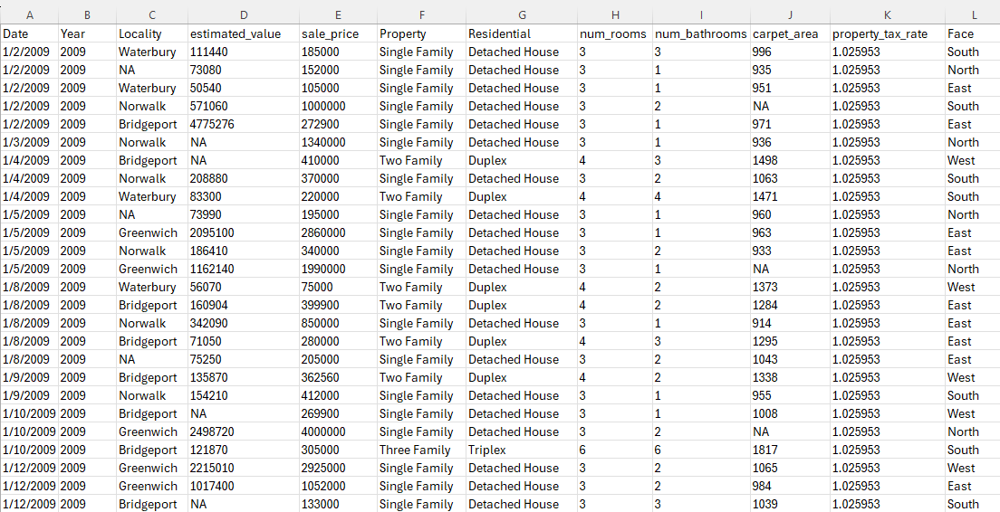 A B C D E F G H I J K L
Date Year Locality estimated_value sale_price Property Residential num_rooms num_bathrooms carpet_area property_tax_rate Face
1/2/2009 2009 Waterbury 111440 185000 Single Family Detached House 3 3 996 1.025953 South
1/2/2009 2009 NA 73080 152000 Single Family Detached House 3 1 935 1.025953 North
1/2/2009 2009 Waterbury 50540 105000 Single Family Detached House 3 1 951 1.025953 East
1/2/2009 2009 Norwalk 571060 1000000 Single Family Detached House 3 2 NA 1.025953 South
1/2/2009 2009 Bridgeport 4775276 272900 Single Family Detached House 3 1 971 1.025953 East
1/3/2009 2009 Norwalk NA 1340000 Single Family Detached House 3 1 936 1.025953 North
1/4/2009 2009 Bridgeport NA 410000 Two Family Duplex 4 3 1498 1.025953 West
1/4/2009 2009 Norwalk 208880 370000 Single Family Detached House 3 2 1063 1.025953 South
1/4/2009 2009 Waterbury 83300 220000 Two Family Duplex 4 4 1471 1.025953 South
1/5/2009 2009 NA 73990 195000 Single Family Detached House 3 1 960 1.025953 North
1/5/2009 2009 Greenwich 2095100 2860000 Single Family Detached House 3 1 963 1.025953 East
1/5/2009 2009 Norwalk 186410 340000 Single Family Detached House 3 2 933 1.025953 East
1/5/2009 2009 Greenwich 1162140 1990000 Single Family Detached House 3 1 NA 1.025953 North
1/8/2009 2009 Waterbury 56070 75000 Two Family Duplex 4 2 1373 1.025953 West
1/8/2009 2009 Bridgeport 160904 399900 Two Family Duplex 4 2 1284 1.025953 East
1/8/2009 2009 Norwalk 342090 850000 Single Family Detached House 3 1 914 1.025953 East
1/8/2009 2009 Bridgeport 71050 280000 Two Family Duplex 4 3 1295 1.025953 East
1/8/2009 2009 NA 75250 205000 Single Family Detached House 3 2 1043 1.025953 East
1/9/2009 2009 Bridgeport 135870 362560 Two Family Duplex 4 2 1338 1.025953 West
1/9/2009 2009 Norwalk 154210 412000 Single Family Detached House 3 1 955 1.025953 South
1/10/2009 2009 Bridgeport NA 269900 Single Family Detached House 3 1 1008 1.025953 West
1/10/2009 2009 Greenwich 2498720 4000000 Single Family Detached House 3 2 NA 1.025953 North
1/10/2009 2009 Bridgeport 121870 305000 Three Family Triplex 6 6 1817 1.025953 South
1/12/2009 2009 Greenwich 2215010 2925000 Single Family Detached House 3 2 1065 1.025953 West
1/12/2009 2009 Greenwich 1017400 1052000 Single Family Detached House 3 2 984 1.025953 East
1/12/2009 2009 Bridgeport NA 133000 Single Family Detached House 3 3 1039 1.025953 South